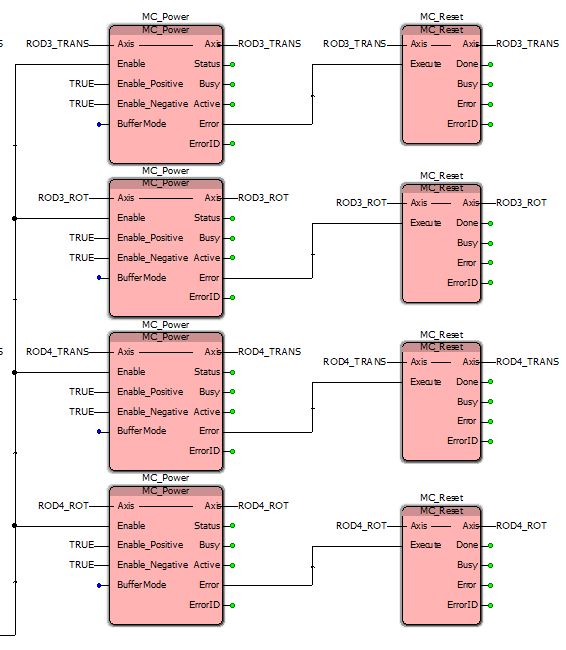 MC_Power MC_Reset
MC_Power MC_Reset
ROD3_TRANS Axis Axis ROD3_TRANS ROD3_TRANS Axis Axis ROD3_TRANS
Enable Status Execute Done
TRUE Enable_Positive Busy Busy
TRUE Enable_Negative Active Error
BufferMode Error ErrorID
ErrorID
MC_Power MC_Reset
MC_Power MC_Reset
ROD3_ROT Axis Axis ROD3_ROT ROD3_ROT Axis Axis ROD3_ROT
Enable Status Execute Done
TRUE Enable_Positive Busy Busy
TRUE Enable_Negative Active Error
BufferMode Error ErrorID
ErrorID
MC_Power MC_Reset
MC_Power MC_Reset
S ROD4_TRANS Axis Axis ROD4_TRANS ROD4_TRANS Axis Axis ROD4_TRANS
Enable Status Execute Done
TRUE Enable_Positive Busy Busy
TRUE Enable_Negative Active Error
BufferMode Error ErrorID
ErrorID
MC_Power MC_Reset
MC_Power MC_Reset
ROD4_ROT Axis Axis ROD4_ROT ROD4_ROT Axis Axis ROD4_ROT
Enable Status Execute Done
TRUE Enable_Positive Busy Busy
TRUE Enable_Negative Active Error
BufferMode Error ErrorID
ErrorID